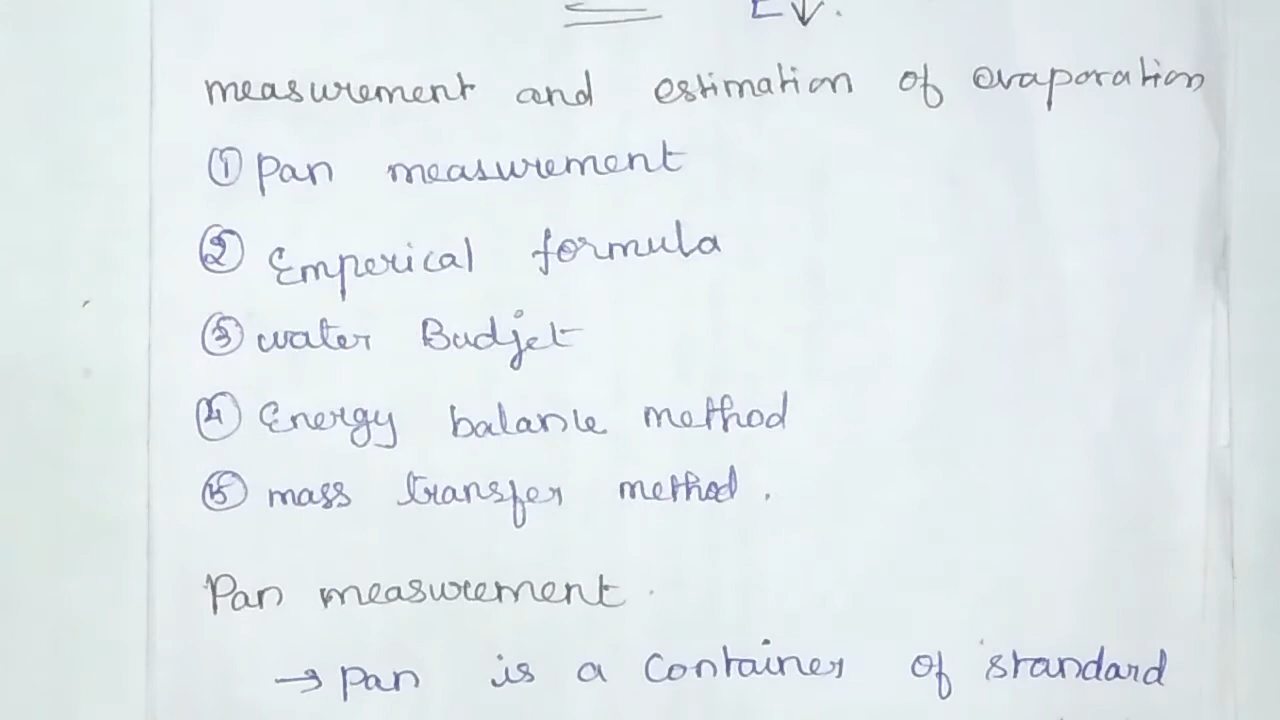 E↓.
measurement and estimation of evaporation
① Pan measurement
② Emperical formula
③ water Budjet
④ Energy balance method
⑤ mass transfer method.
Pan measurement.
→ Pan is a container of standard